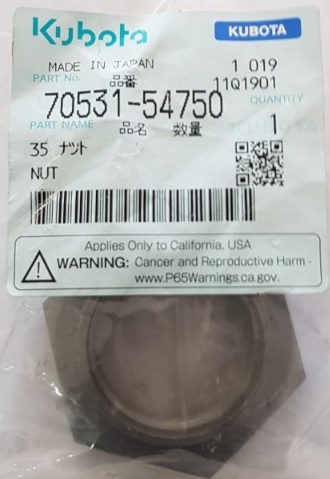 Kubota
KUBOTA
MADE IN JAPAN 1 019
PART No. 品番 11Q1901
70531-54750 QUANTITY
PART NAME 品名 数量 1
35 ナット
NUT
Applies Only to California, USA
WARNING: Cancer and Reproductive Harm -
www.P65Warnings.ca.gov.